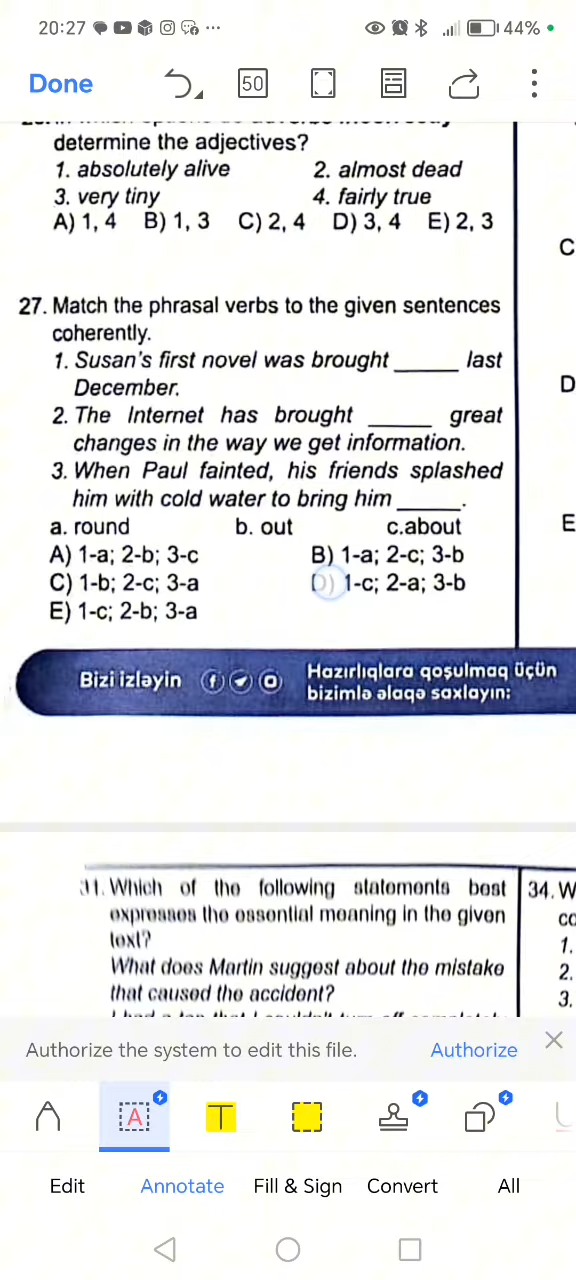 20:27
44%
Done
50
determine the adjectives?
1. absolutely alive 2. almost dead
3. very tiny 4. fairly true
A) 1, 4 B) 1, 3 C) 2, 4 D) 3, 4 E) 2, 3
C
27. Match the phrasal verbs to the given sentences
coherently.
1. Susan's first novel was brought ______ last
December.
D
2. The Internet has brought ______ great
changes in the way we get information.
3. When Paul fainted, his friends splashed
him with cold water to bring him ______.
a. round b. out c.about
E
A) 1-a; 2-b; 3-c B) 1-a; 2-c; 3-b
C) 1-b; 2-c; 3-a D) 1-c; 2-a; 3-b
E) 1-c; 2-b; 3-a
Bizi izləyin
Hazırlıqlara qoşulmaq üçün
bizimlə əlaqə saxlayın:
31. Which of the following statements best
expresses the essential meaning in the given
text?
What does Martin suggest about the mistake
that caused the accident?
34. W
1.
2.
3.
Authorize the system to edit this file. Authorize
A T
Edit Annotate Fill & Sign Convert All